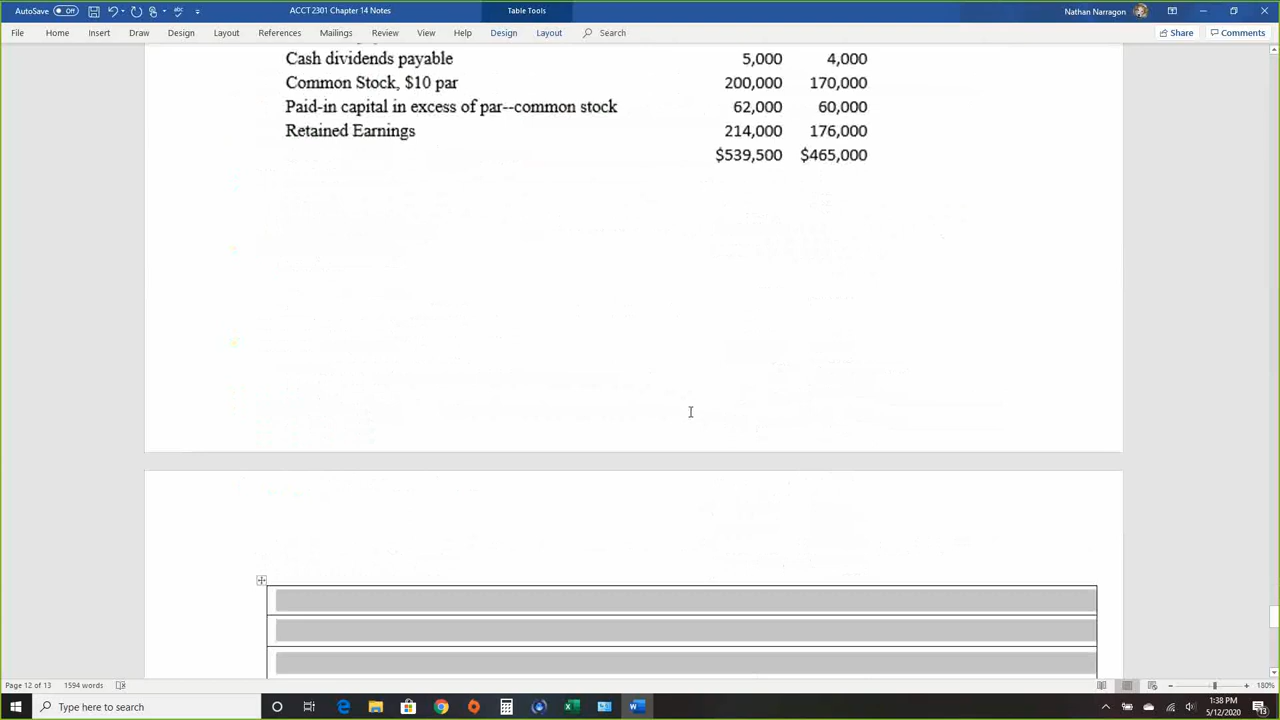 AutoSave Off ACCT 2301 Chapter 14 Notes Table Tools Nathan Narragon
File Home Insert Draw Design Layout References Mailings Review View Help Design Layout Search Share Comments
Cash dividends payable 5,000 4,000
Common Stock, $10 par 200,000 170,000
Paid-in capital in excess of par--common stock 62,000 60,000
Retained Earnings 214,000 176,000
$539,500 $465,000
Page 12 of 13 1594 words 180%
Type here to search 1:38 PM
5/12/2020